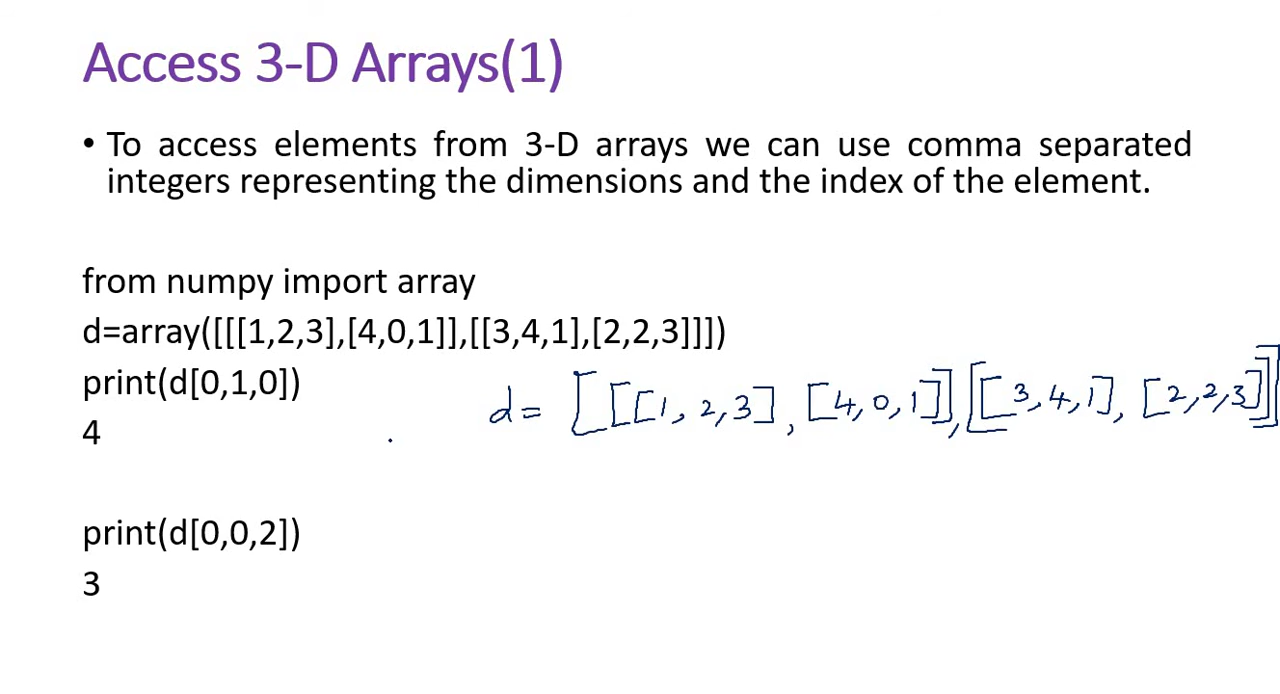 Access 3-D Arrays(1)
• To access elements from 3-D arrays we can use comma separated
integers representing the dimensions and the index of the element.
from numpy import array
d=array([[[1,2,3],[4,0,1]],[[3,4,1],[2,2,3]]])
print(d[0,1,0])
4
d= [[[1, 2,3], [4,0,1]],[[3,4,1], [2,2,3]]]
print(d[0,0,2])
3